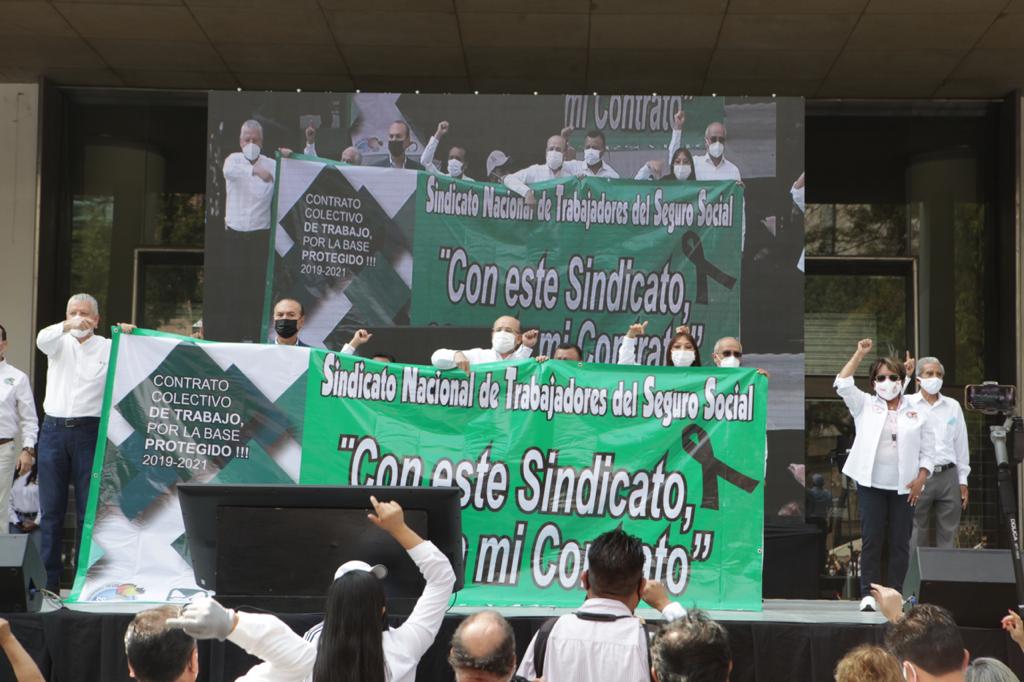 mi Contrato"
CONTRATO
COLECTIVO
DE TRABAJO,
POR LA BASE
PROTEGIDO !!!
2019-2021
Sindicato Nacional de Trabajadores del Seguro Social
"Con este Sindicato,
mi Contrato"
CONTRATO
COLECTIVO
DE TRABAJO,
POR LA BASE
PROTEGIDO !!!
2019-2021
Sindicato Nacional de Trabajadores del Seguro Social
"Con este Sindicato,
mi Contrato"